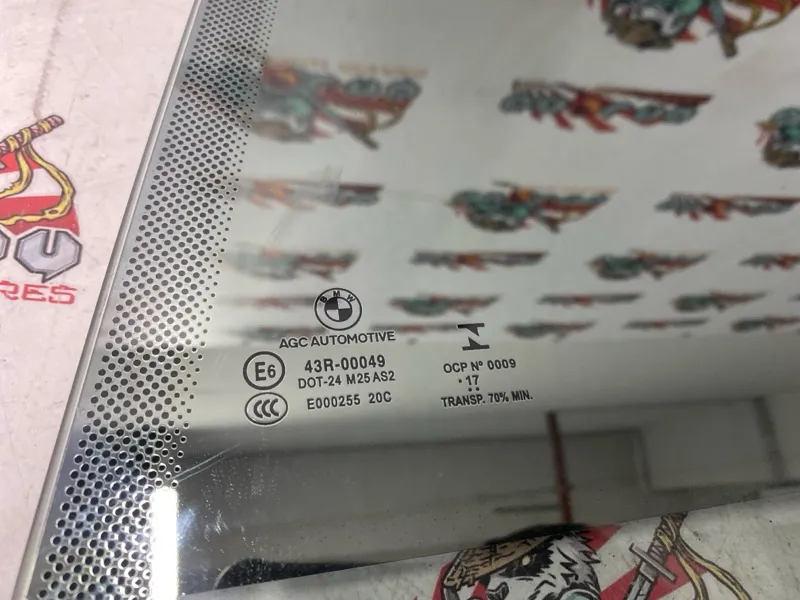 BMW
AGC AUTOMOTIVE
E6 43R-00049
DOT-24 M25 AS2
CCC E000255 20C
OCP Nº 0009
·17
TRANSP. 70% MIN.